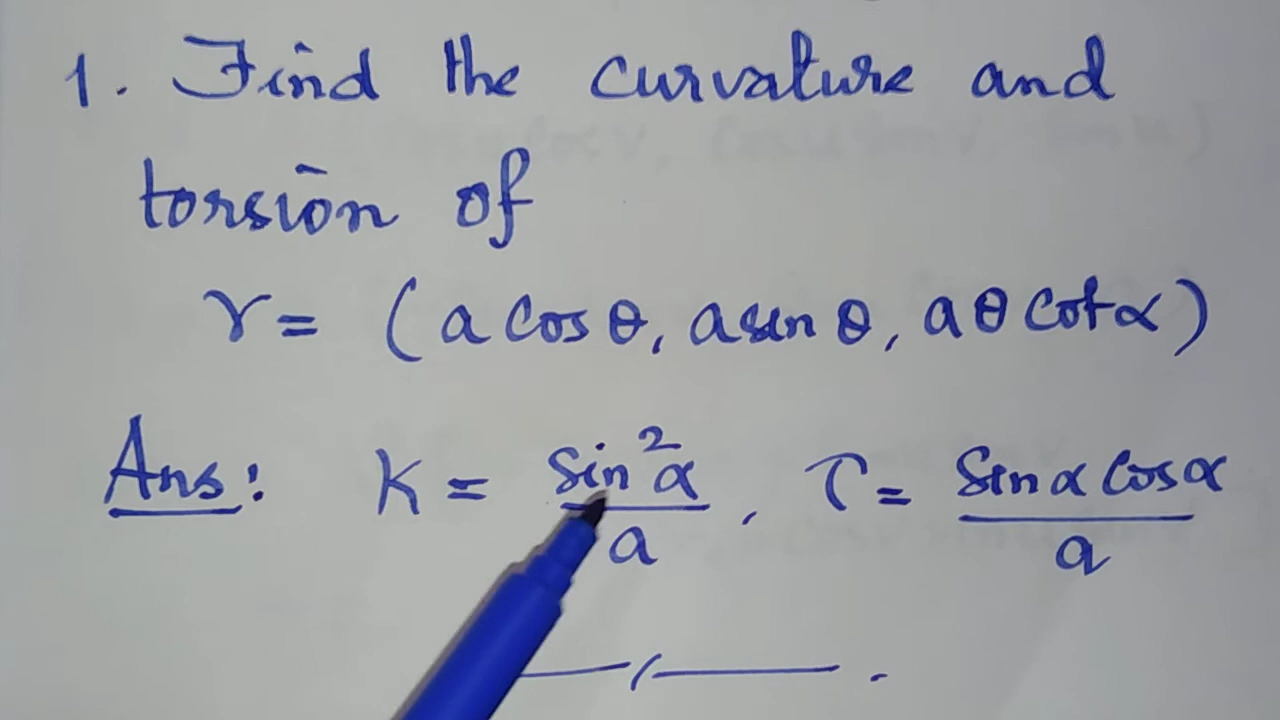 1. Find the curvature and
torsion of
r = (a cos θ, a sin θ, a θ cot α)
Ans: K = sin²α/a, τ = sin α cos α/a